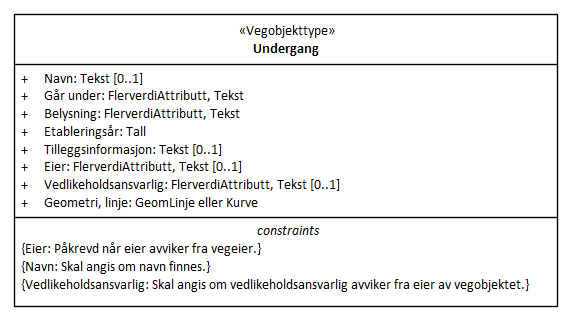 «Vegobjekttype»
Undergang
+ Navn: Tekst [0..1]
+ Går under: FlerverdiAttributt, Tekst
+ Belysning: FlerverdiAttributt, Tekst
+ Etableringsår: Tall
+ Tilleggsinformasjon: Tekst [0..1]
+ Eier: FlerverdiAttributt, Tekst [0..1]
+ Vedlikeholdsansvarlig: FlerverdiAttributt, Tekst [0..1]
+ Geometri, linje: GeomLinje eller Kurve
constraints
{Eier: Påkrevd når eier avviker fra vegeier.}
{Navn: Skal angis om navn finnes.}
{Vedlikeholdsansvarlig: Skal angis om vedlikeholdsansvarlig avviker fra eier av vegobjektet.}